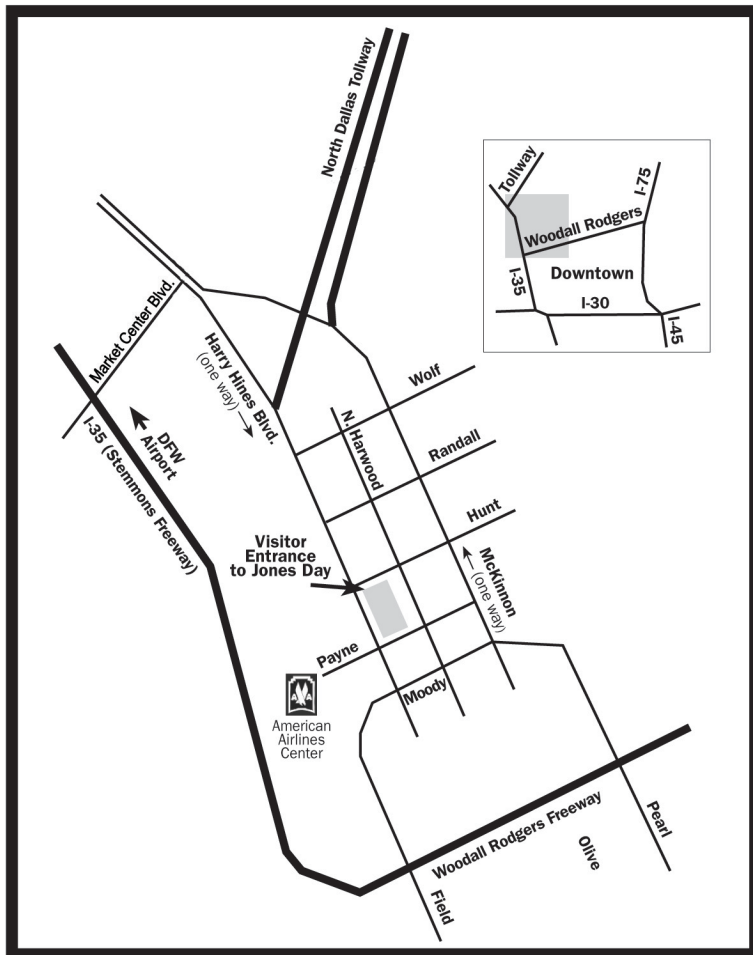 North Dallas Tollway
Tollway
I-75
Woodall Rodgers
Downtown
I-35
I-30
I-45
Market Center Blvd.
Harry Hines Blvd.
(one way)
Wolf
N. Harwood
DFW
Airport
Randall
I-35 (Stemmons Freeway)
Hunt
Visitor
Entrance
to Jones Day
McKinnon
(one way)
Payne
Moody
A A
American
Airlines
Center
Woodall Rodgers Freeway
Pearl
Olive
Field